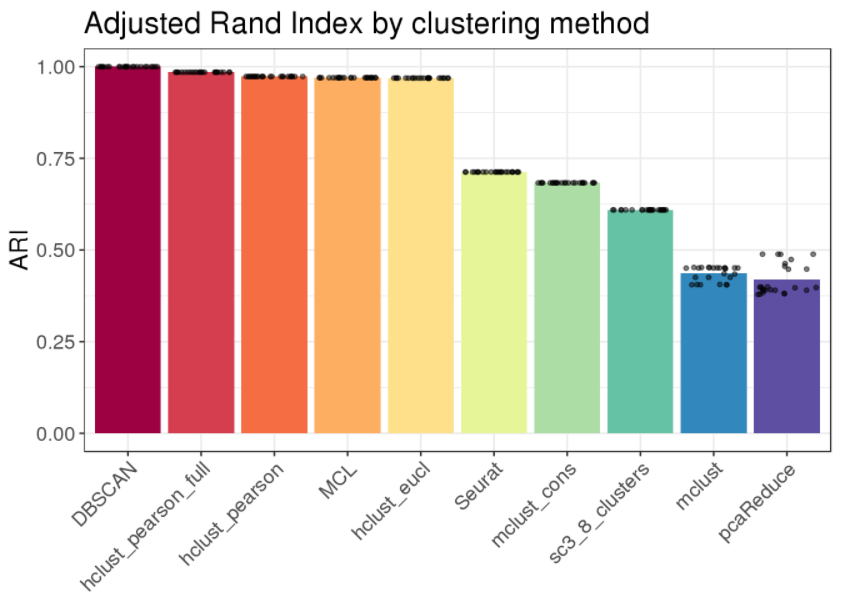 Adjusted Rand Index by clustering method
ARI
1.00
0.75
0.50
0.25
0.00
DBSCAN
hclust_pearson_full
hclust_pearson
MCL
hclust_eucl
Seurat
mclust_cons
sc3_8_clusters
mclust
pcaReduce